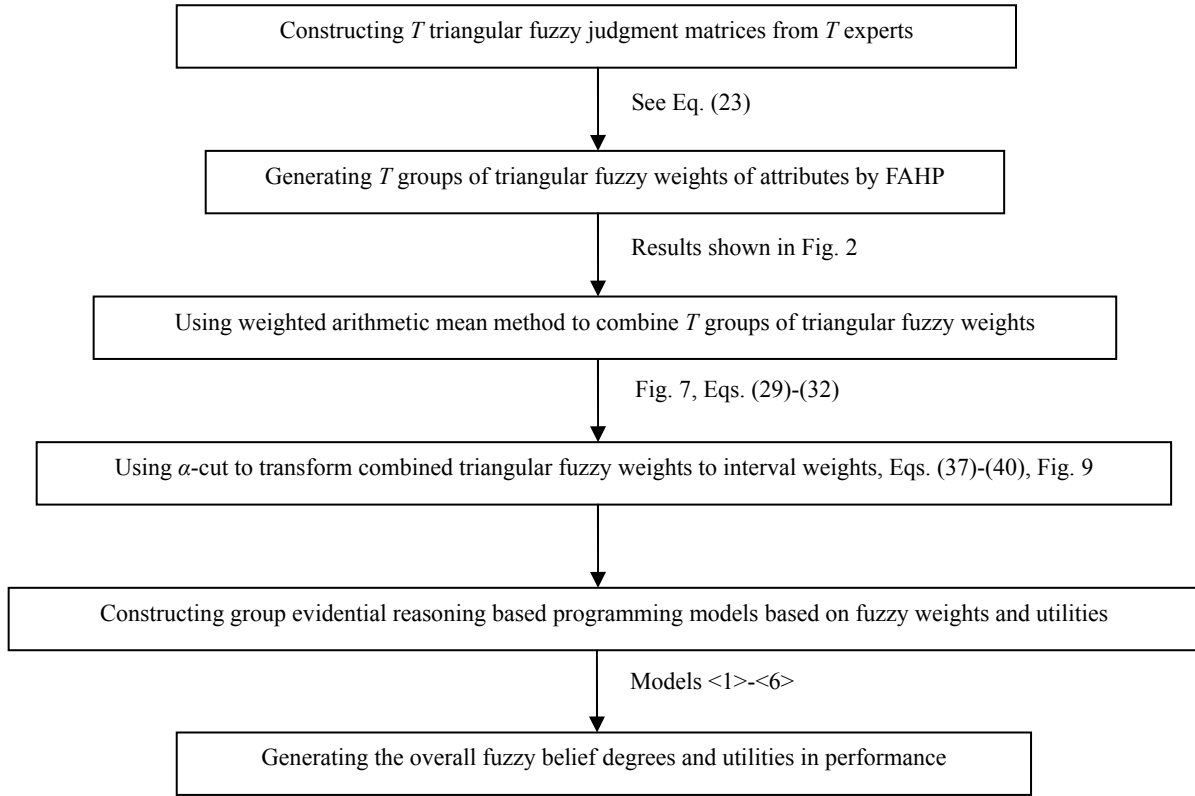 Constructing T triangular fuzzy judgment matrices from T experts
See Eq. (23)
Generating T groups of triangular fuzzy weights of attributes by FAHP
Results shown in Fig. 2
Using weighted arithmetic mean method to combine T groups of triangular fuzzy weights
Fig. 7, Eqs. (29)-(32)
Using α-cut to transform combined triangular fuzzy weights to interval weights, Eqs. (37)-(40), Fig. 9
Constructing group evidential reasoning based programming models based on fuzzy weights and utilities
Models <1>-<6>
Generating the overall fuzzy belief degrees and utilities in performance